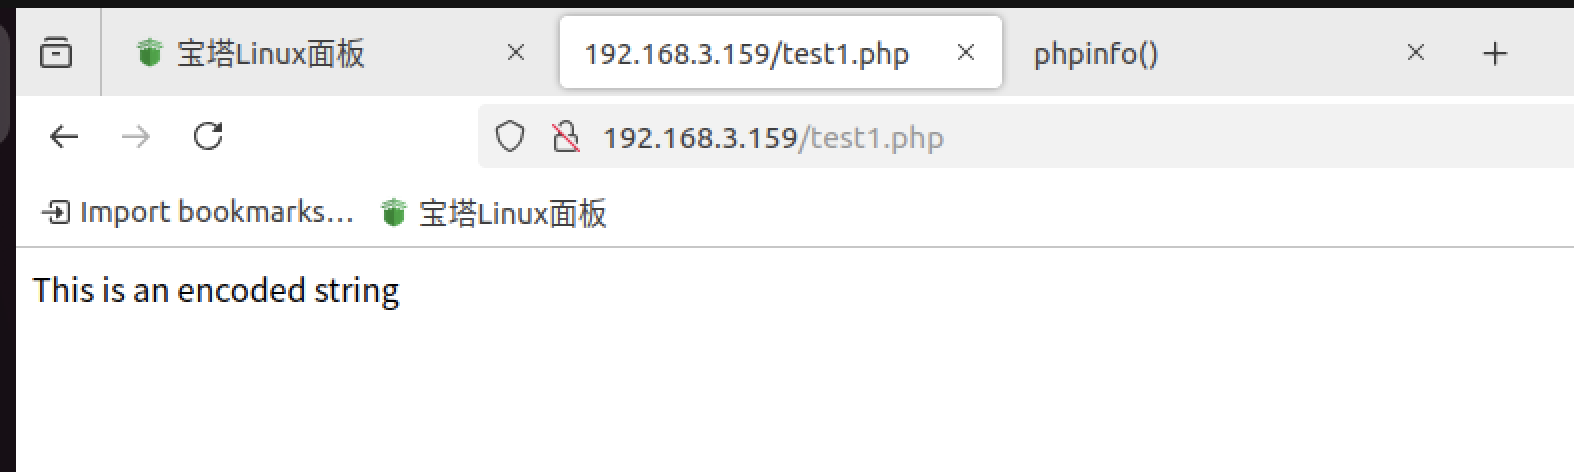 宝塔Linux面板
192.168.3.159/test1.php
phpinfo()
192.168.3.159/test1.php
Import bookmarks…
宝塔Linux面板
This is an encoded string